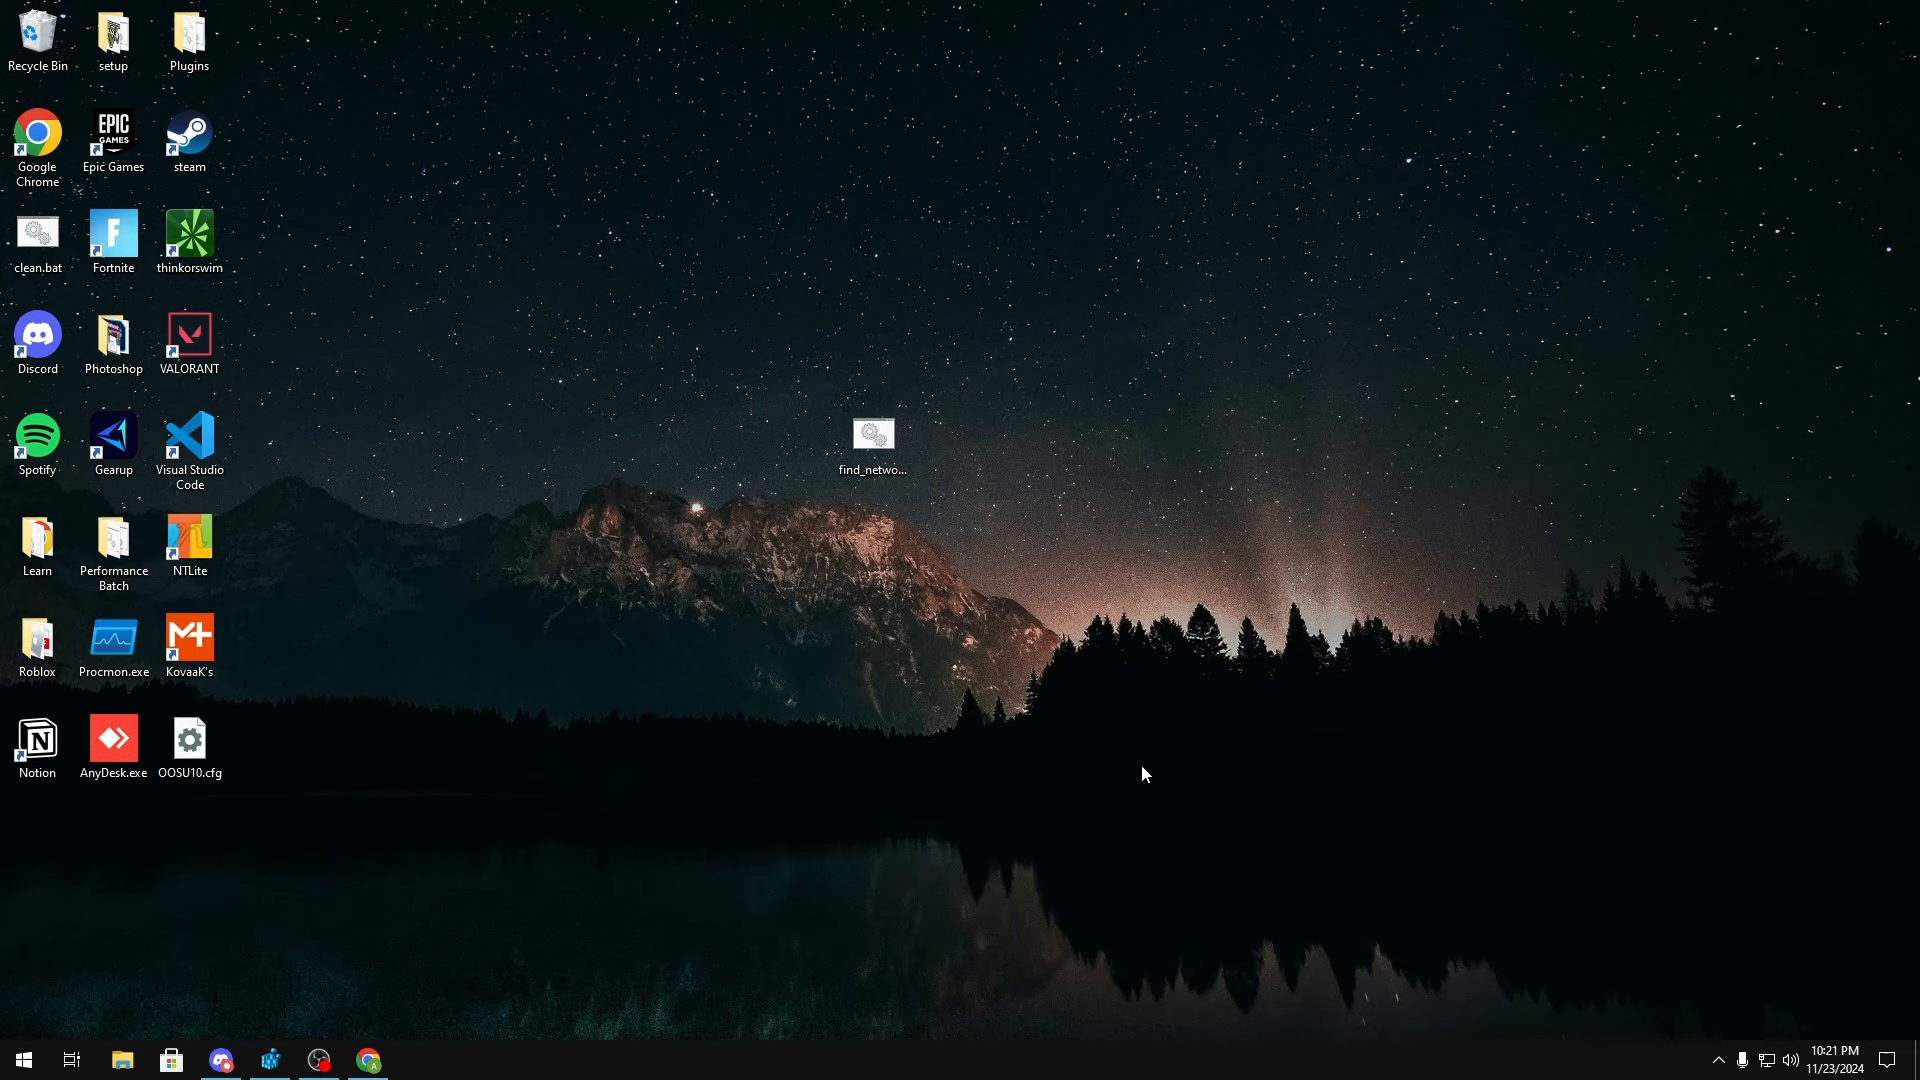 Recycle Bin
setup
Plugins
Google
Chrome
EPIC
GAMES
Epic Games
steam
clean.bat
F
Fortnite
thinkorswim
Discord
Photoshop
VALORANT
Spotify
Gearup
Visual Studio
Code
find_netwo...
Learn
Performance
Batch
NTLite
Roblox
Procmon.exe
KovaaK's
N
Notion
AnyDesk.exe
OOSU10.cfg
A
10:21 PM
11/23/2024